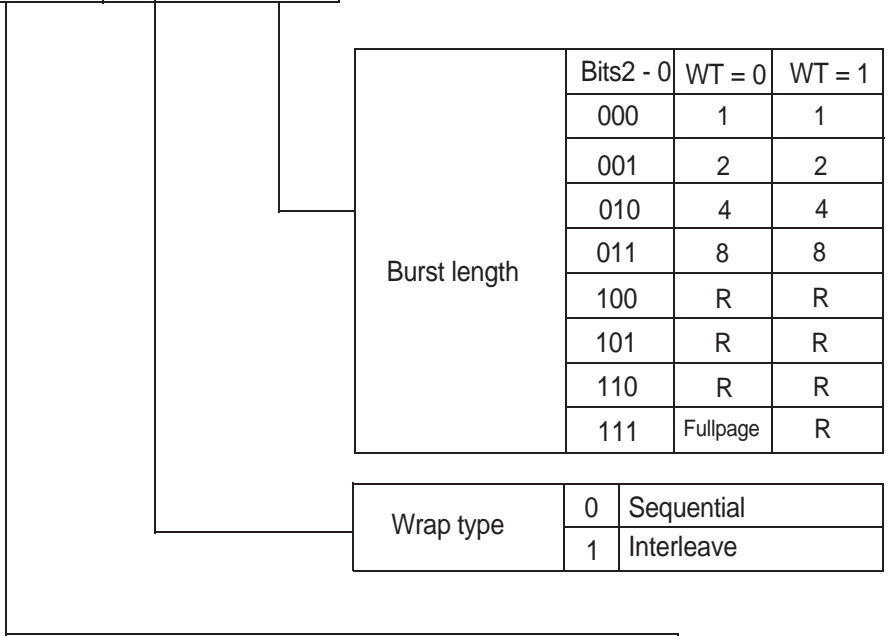 Bits2 - 0 WT = 0 WT = 1
000 1 1
001 2 2
010 4 4
011 8 8
Burst length
100 R R
101 R R
110 R R
111 Fullpage R
Wrap type
0 Sequential
1 Interleave